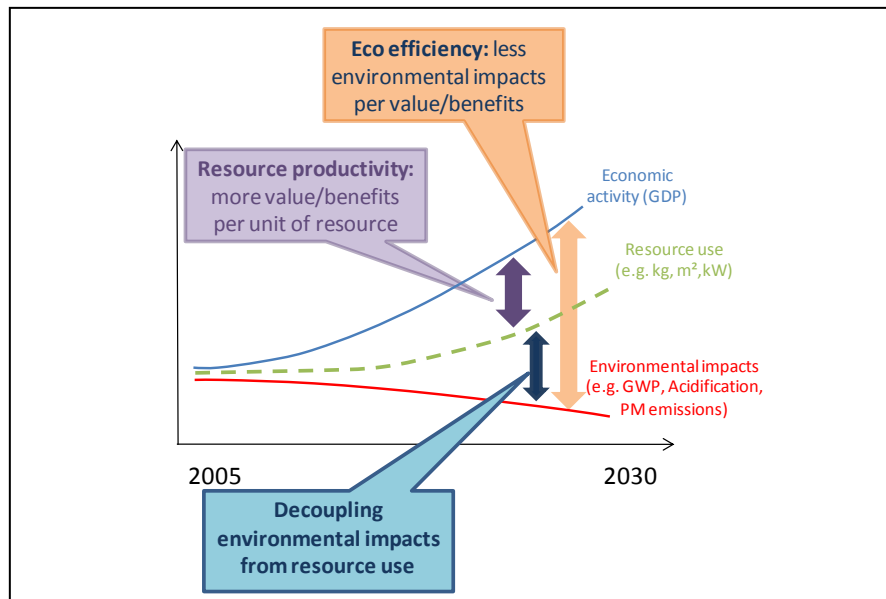 Eco efficiency: less
environmental impacts
per value/benefits
Resource productivity:
more value/benefits
per unit of resource
Economic
activity (GDP)
Resource use
(e.g. kg, m², kW)
Environmental impacts
(e.g. GWP, Acidification,
PM emissions)
2005
2030
Decoupling
environmental impacts
from resource use